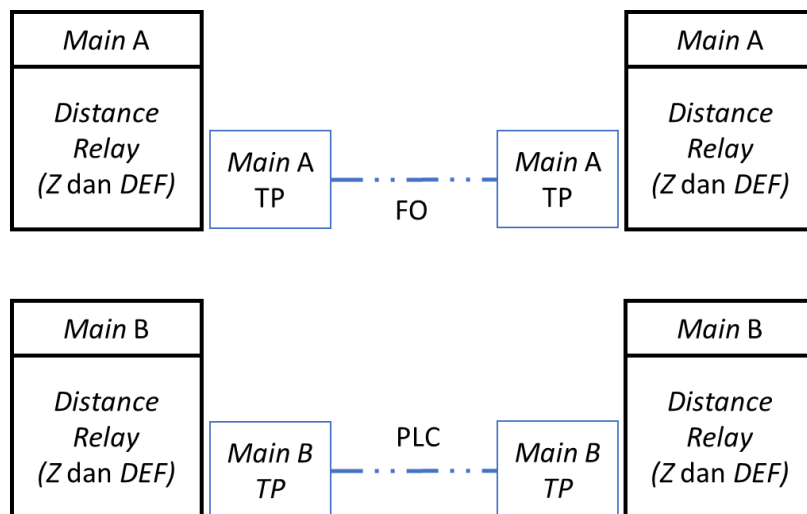 Main A
Distance
Relay
(Z dan DEF)
Main A
TP
FO
Main A
TP
Main A
Distance
Relay
(Z dan DEF)
Main B
Distance
Relay
(Z dan DEF)
Main B
TP
PLC
Main B
TP
Main B
Distance
Relay
(Z dan DEF)